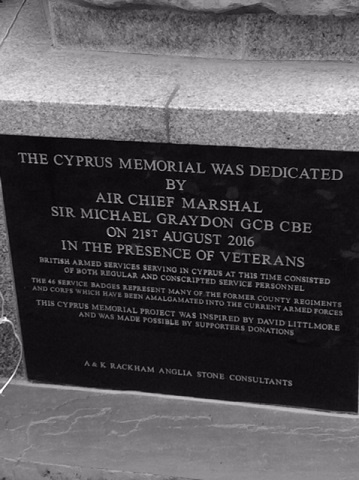 THE CYPRUS MEMORIAL WAS DEDICATED
BY
AIR CHIEF MARSHAL
SIR MICHAEL GRAYDON GCB CBE
ON 21ST AUGUST 2016
IN THE PRESENCE OF VETERANS
BRITISH ARMED SERVICES SERVING IN CYPRUS AT THIS TIME CONSISTED
OF BOTH REGULAR AND CONSCRIPTED SERVICE PERSONNEL
THE 46 SERVICE BADGES REPRESENT MANY OF THE FORMER COUNTY REGIMENTS
AND CORPS WHICH HAVE BEEN AMALGAMATED INTO THE CURRENT ARMED FORCES
THIS CYPRUS MEMORIAL PROJECT WAS INSPIRED BY DAVID LITTLMORE
AND WAS MADE POSSIBLE BY SUPPORTERS DONATIONS
A & K RACKHAM ANGLIA STONE CONSULTANTS